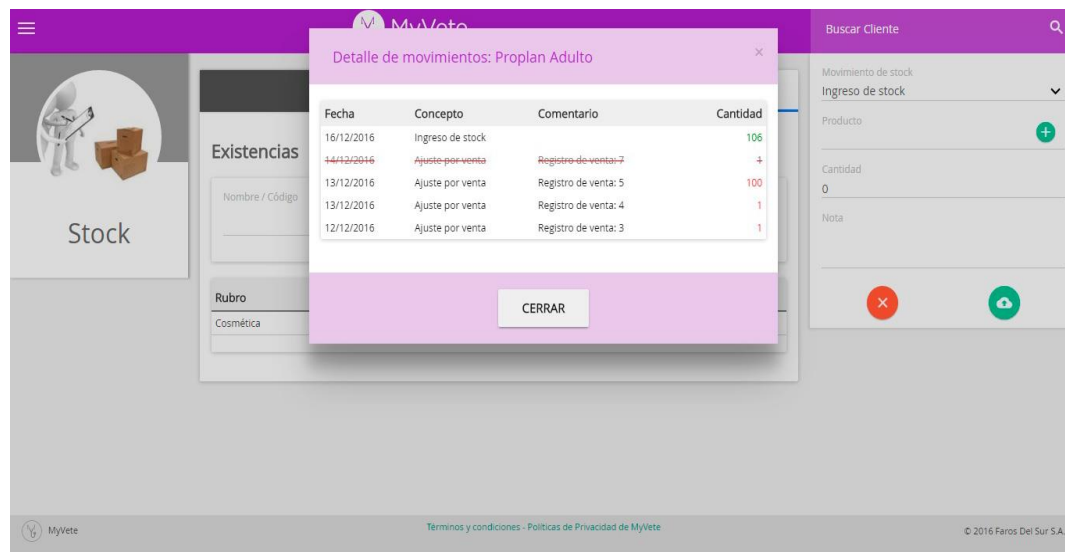 MyVete
Buscar Cliente
Detalle de movimientos: Proplan Adulto
×
Fecha Concepto Comentario Cantidad
16/12/2016 Ingreso de stock 106
14/12/2016 Ajuste por venta Registro de venta: 7 1
13/12/2016 Ajuste por venta Registro de venta: 5 100
13/12/2016 Ajuste por venta Registro de venta: 4 1
12/12/2016 Ajuste por venta Registro de venta: 3 1
CERRAR
Stock
Existencias
Nombre / Código
Rubro
Cosmética
Movimiento de stock
Ingreso de stock
Producto
Cantidad
0
Nota
MyVete
Términos y condiciones - Políticas de Privacidad de MyVete
© 2016 Faros Del Sur S.A.